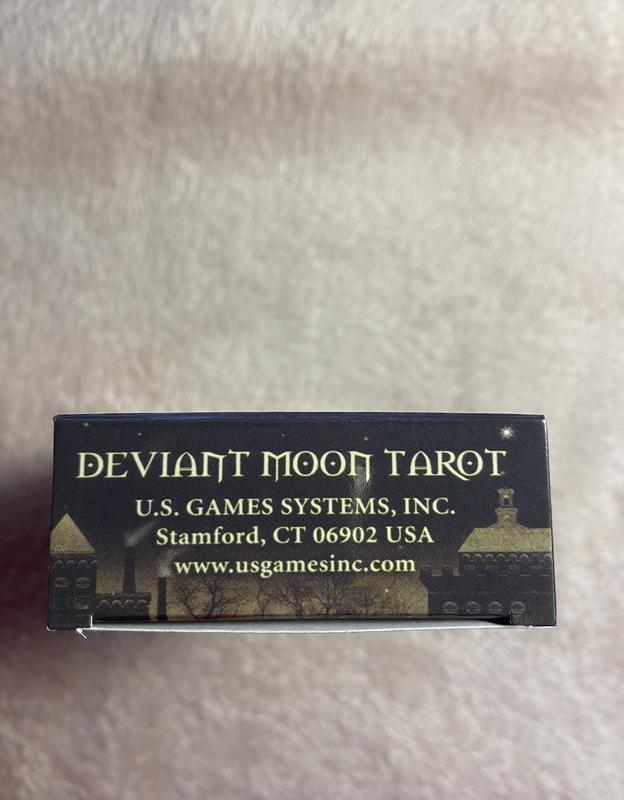 DEVIANT MOON TAROT
U.S. GAMES SYSTEMS, INC.
Stamford, CT 06902 USA
www.usgamesinc.com